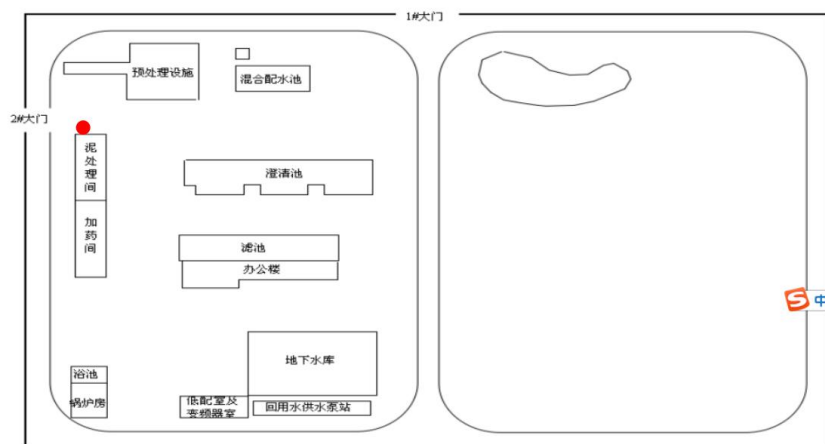 1#大门
预处理设施
混合配水池
2#大门
泥处理间
澄清池
加药间
滤池
办公楼
地下水库
浴池
锅炉房
低配室及
变频器室
回用水供水泵站
S中